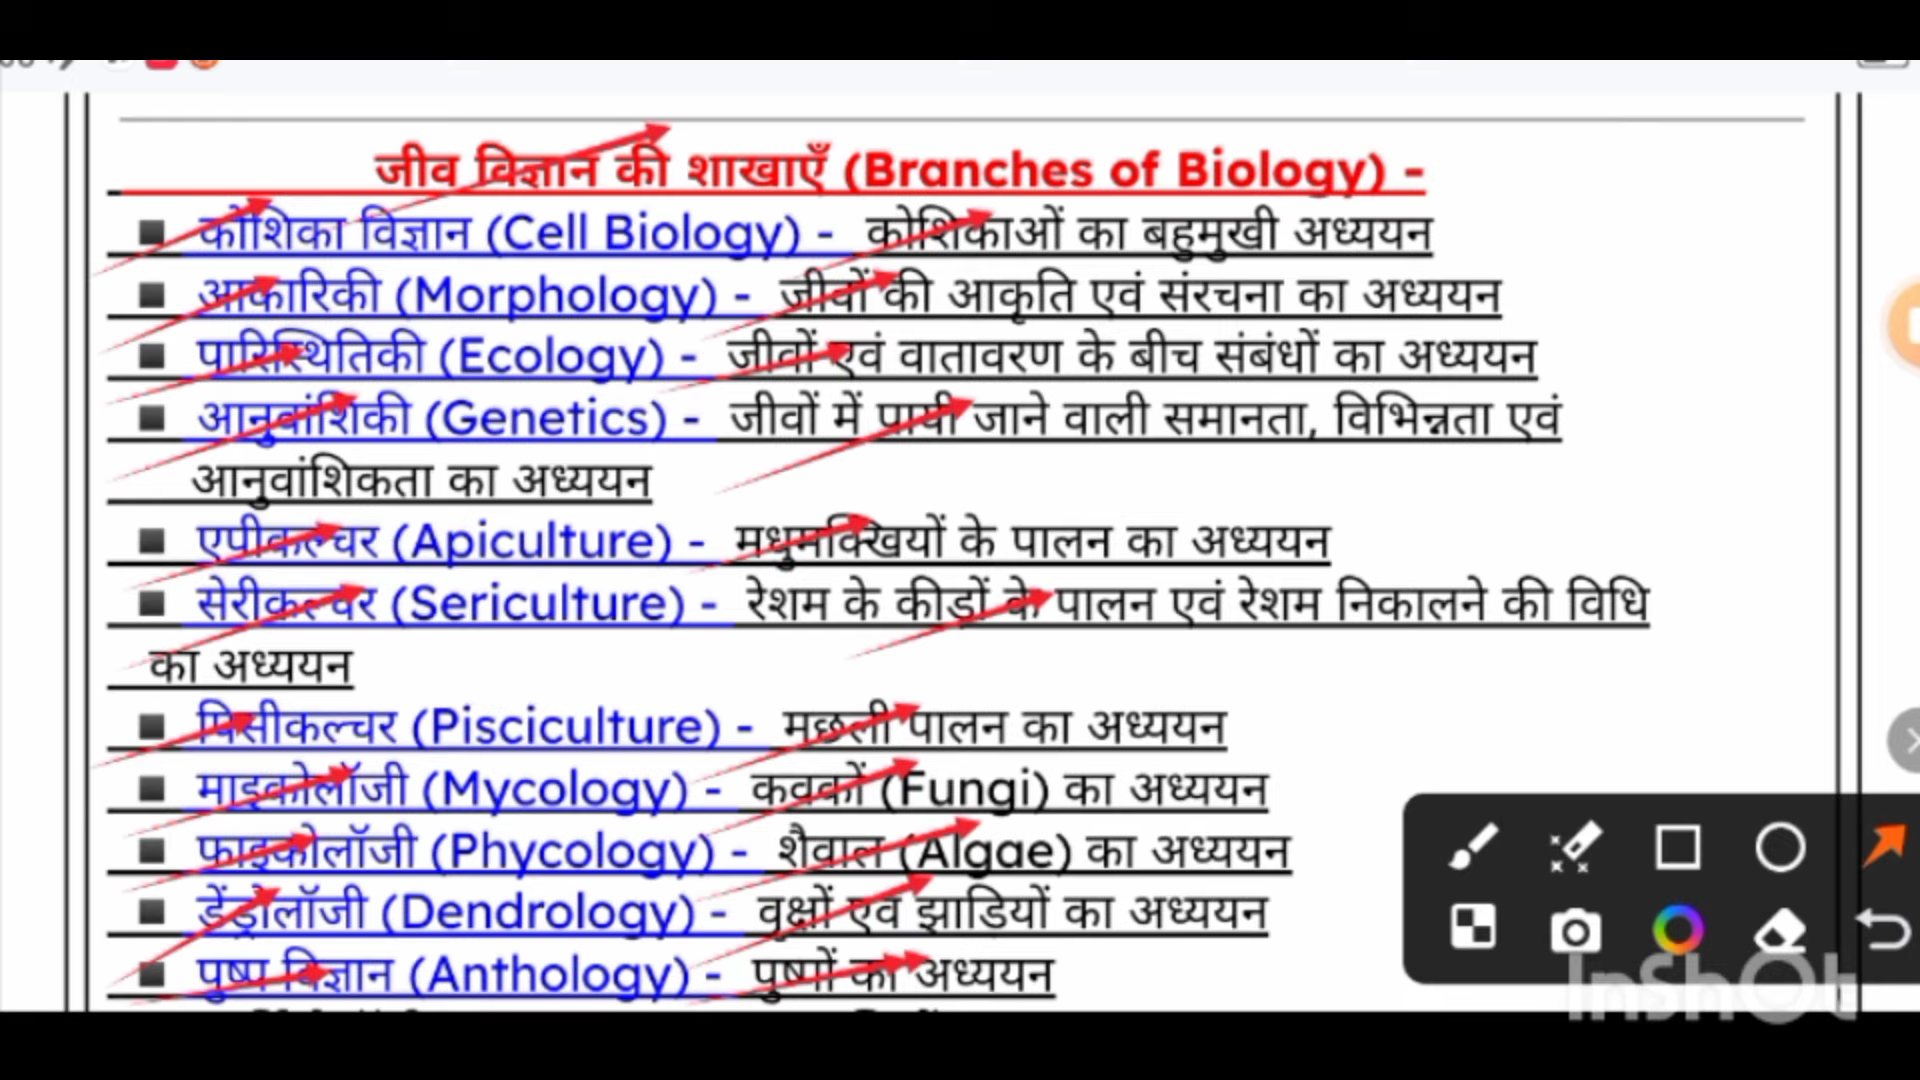 जीव विज्ञान की शाखाएँ (Branches of Biology) -
■ कोशिका विज्ञान (Cell Biology) - कोशिकाओं का बहुमुखी अध्ययन
■ आकारिकी (Morphology) - जीवों की आकृति एवं संरचना का अध्ययन
■ पारिस्थितिकी (Ecology) - जीवों एवं वातावरण के बीच संबंधों का अध्ययन
■ आनुवांशिकी (Genetics) - जीवों में पायी जाने वाली समानता, विभिन्नता एवं
आनुवांशिकता का अध्ययन
■ एपीकल्चर (Apiculture) - मधुमक्खियों के पालन का अध्ययन
■ सेरीकल्चर (Sericulture) - रेशम के कीडों के पालन एवं रेशम निकालने की विधि
का अध्ययन
■ पिसीकल्चर (Pisciculture) - मछली पालन का अध्ययन
■ माइकोलॉजी (Mycology) - कवकों (Fungi) का अध्ययन
■ फाइकोलॉजी (Phycology) - शैवाल (Algae) का अध्ययन
■ डेंड्रोलॉजी (Dendrology) - वृक्षों एवं झाडियों का अध्ययन
■ पुष्प विज्ञान (Anthology) - पुष्पों का अध्ययन
InShOt